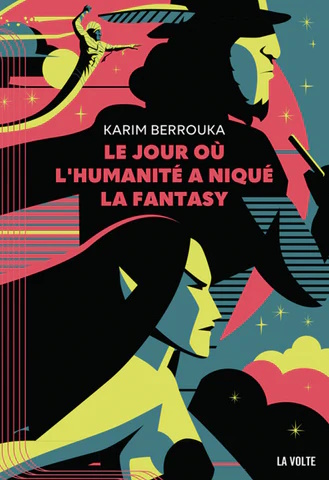 KARIM BERROUKA
LE JOUR OÙ
L'HUMANITÉ A NIQUÉ
LA FANTASY
LA VOLTE